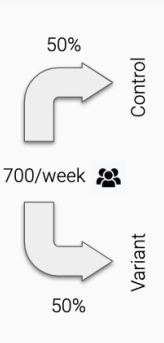 50%
Control
700/week
Variant
50%